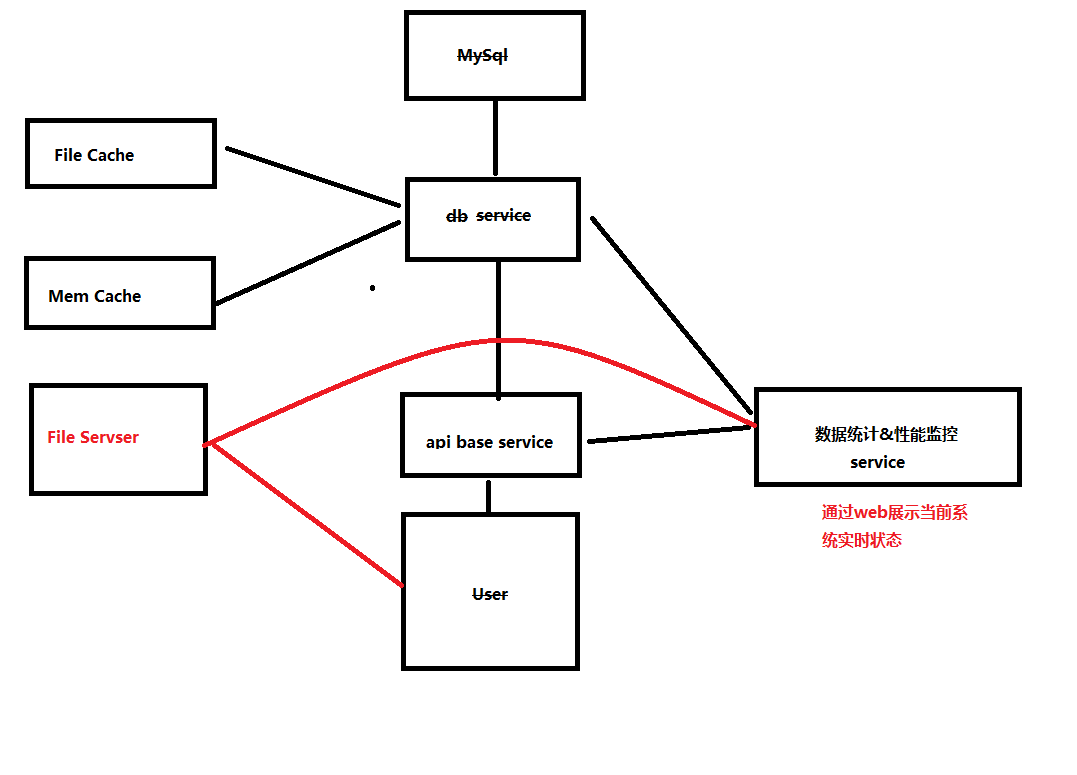 MySql
File Cache
db service
Mem Cache
File Servser
api base service
数据统计&性能监控
service
通过web展示当前系
统实时状态
User